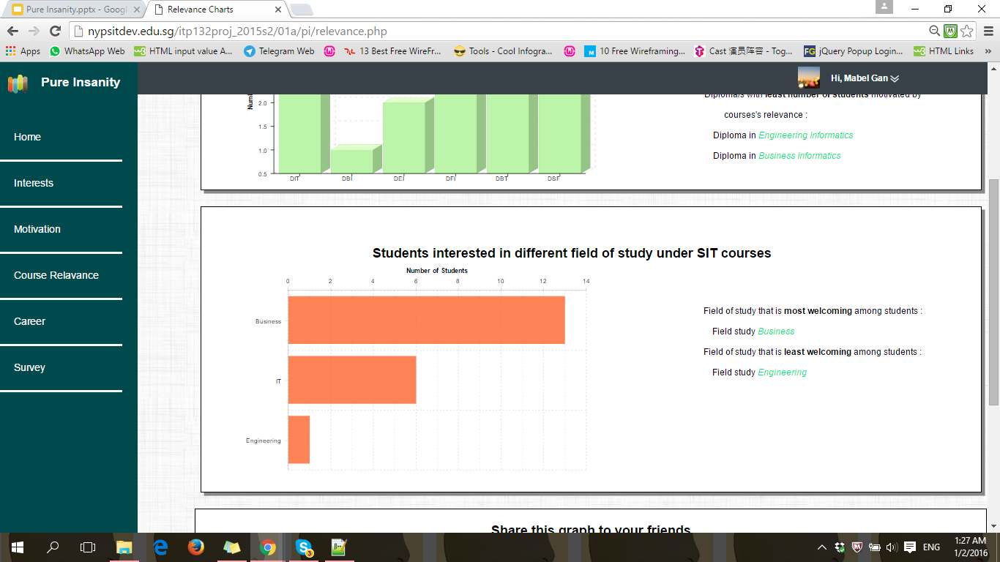 Pure Insanity.pptx - Googl
Relevance Charts
nypsitdev.edu.sg/itp132proj_2015s2/01a/pi/relevance.php
Apps
WhatsApp Web
HTML input value A...
Telegram Web
13 Best Free WireFr...
Tools - Cool Infogra...
10 Free Wireframing...
Cast 演员阵容 - Tog...
jQuery Popup Login...
HTML Links
Pure Insanity
Hi, Mabel Gan
Home
Interests
Motivation
Course Relavance
Career
Survey
2.0
1.5
1.0
0.5
DIT DBI DEI DFI DBT DSF
Diploma/s with least number of students motivated by
courses's relevance :
Diploma in Engineering Informatics
Diploma in Business Informatics
Students interested in different field of study under SIT courses
Number of Students
0 2 4 6 8 10 12 14
Business
IT
Engineering
Field of study that is most welcoming among students :
Field study Business
Field of study that is least welcoming among students :
Field study Engineering
Share this graph to your friends
ENG
1:27 AM
1/2/2016